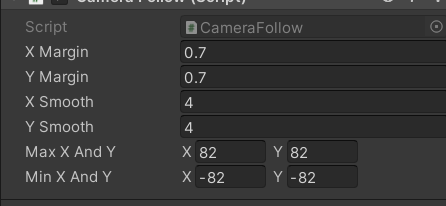 Camera Follow (Script)
Script CameraFollow
X Margin 0.7
Y Margin 0.7
X Smooth 4
Y Smooth 4
Max X And Y X 82 Y 82
Min X And Y X -82 Y -82